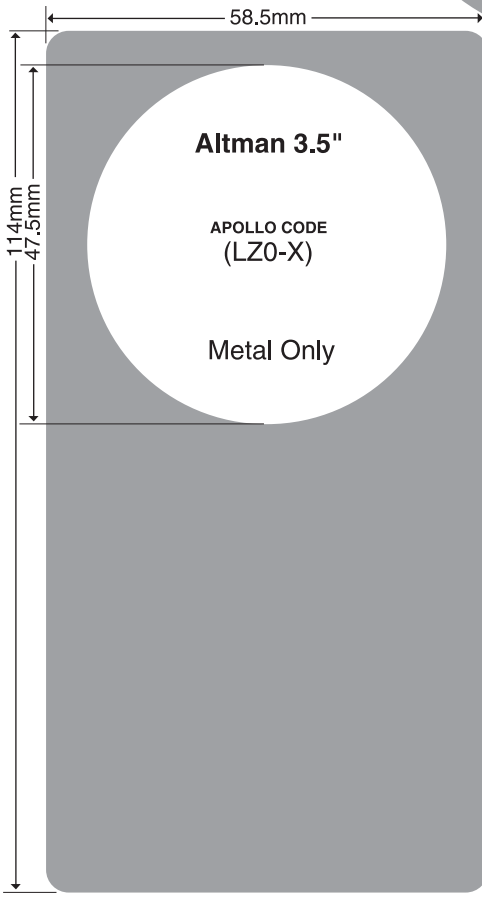 58.5mm
114mm
47.5mm
Altman 3.5"
APOLLO CODE
(LZ0-X)
Metal Only